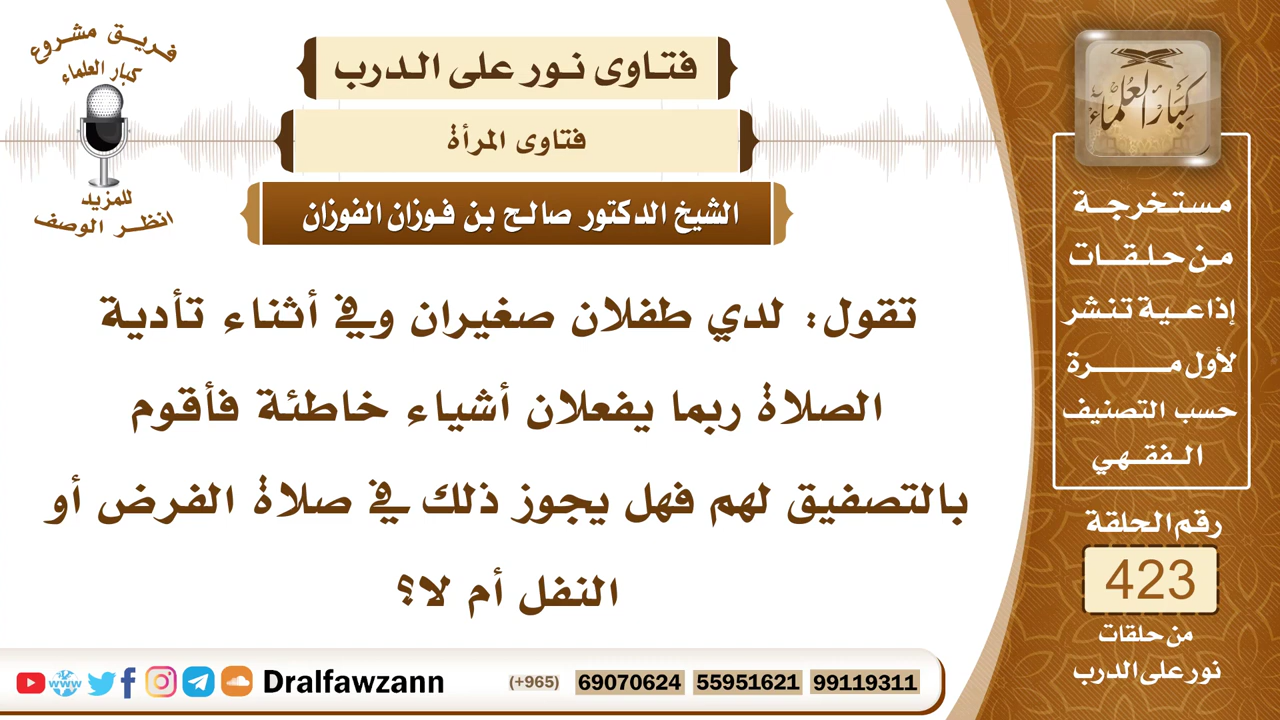 فريق مشروع
كبار العلماء
للمزيد
انظر الوصف
فتاوى نور على الدرب
فتاوى المرأة
الشيخ الدكتور صالح بن فوزان الفوزان
تقول: لدي طفلان صغيران وفي أثناء تأدية
الصلاة ربما يفعلان أشياء خاطئة فأقوم
بالتصفيق لهم فهل يجوز ذلك في صلاة الفرض أو
النفل أم لا؟
كبار العلماء
مستخرجة
من حلقات
إذاعية تنشر
لأول مرة
حسب التصنيف
الفقهي
رقم الحلقة
423
من حلقات
نور على الدرب
www
Dralfawzann
(+965) 69070624 55951621 99119311